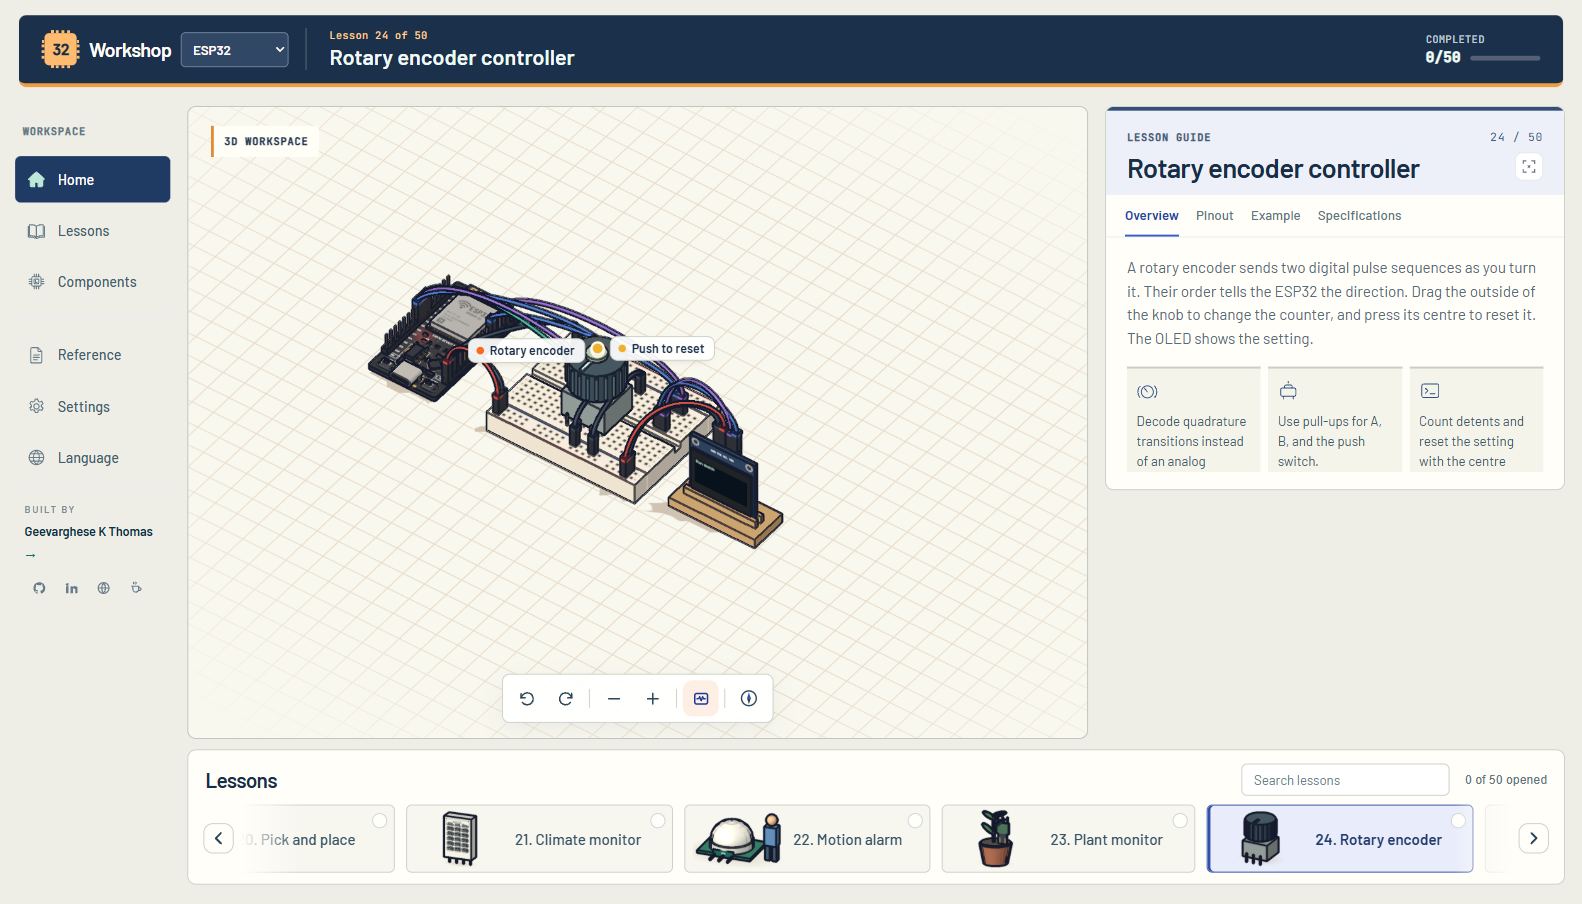 32
Workshop
ESP32
Lesson 24 of 50
Rotary encoder controller
COMPLETED
0/50
WORKSPACE
Home
Lessons
Components
Reference
Settings
Language
BUILT BY
Geevarghese K Thomas
→
3D WORKSPACE
Rotary encoder
Push to reset
LESSON GUIDE
24 / 50
Rotary encoder controller
Overview
Pinout
Example
Specifications
A rotary encoder sends two digital pulse sequences as you turn
it. Their order tells the ESP32 the direction. Drag the outside of
the knob to change the counter, and press its centre to reset it.
The OLED shows the setting.
Decode quadrature
transitions instead
of an analog
Use pull-ups for A,
B, and the push
switch.
Count detents and
reset the setting
with the centre
Lessons
Search lessons
0 of 50 opened
0. Pick and place
21. Climate monitor
22. Motion alarm
23. Plant monitor
24. Rotary encoder